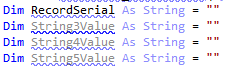 Dim RecordSerial As String = ""
Dim String3Value As String = ""
Dim String4Value As String = ""
Dim String5Value As String = ""